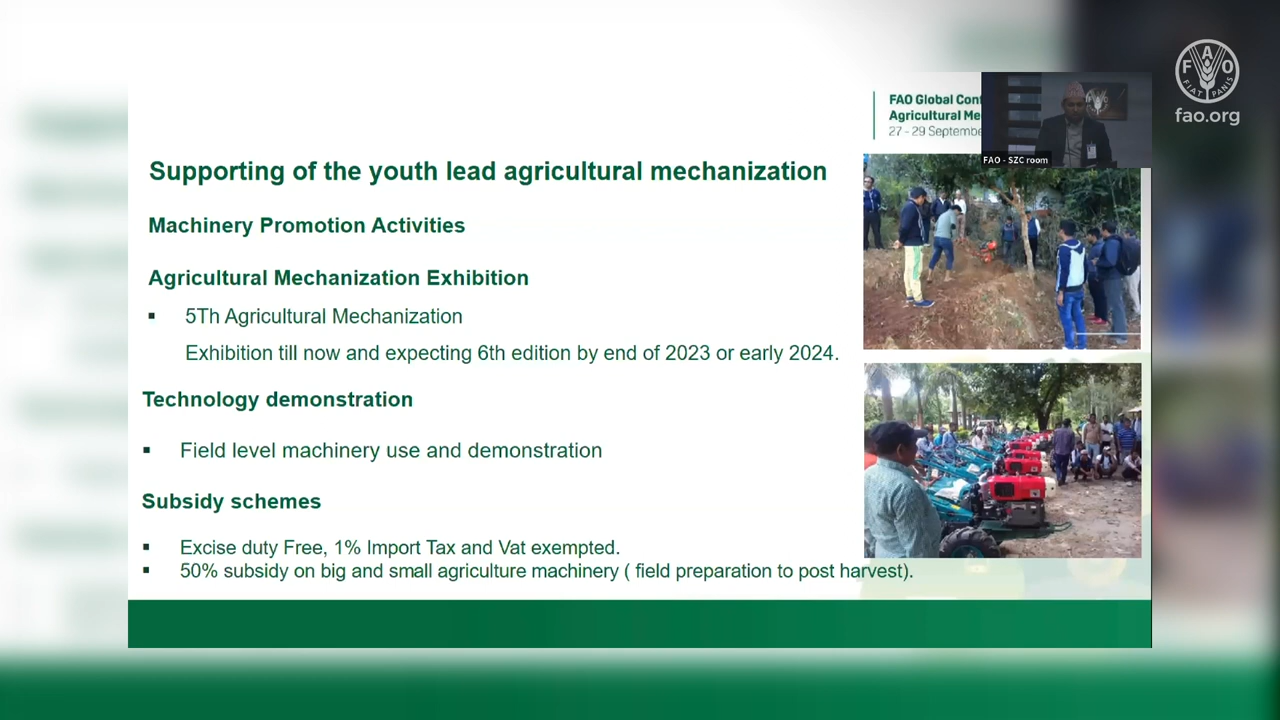 FAO
FIAT PANIS
fao.org
FAO Global Con
Agricultural Me
27 - 29 Septembe
FAO - SZC room
Supporting of the youth lead agricultural mechanization
Machinery Promotion Activities
Agricultural Mechanization Exhibition
▪ 5Th Agricultural Mechanization
Exhibition till now and expecting 6th edition by end of 2023 or early 2024.
Technology demonstration
▪ Field level machinery use and demonstration
Subsidy schemes
▪ Excise duty Free, 1% Import Tax and Vat exempted.
▪ 50% subsidy on big and small agriculture machinery ( field preparation to post harvest).